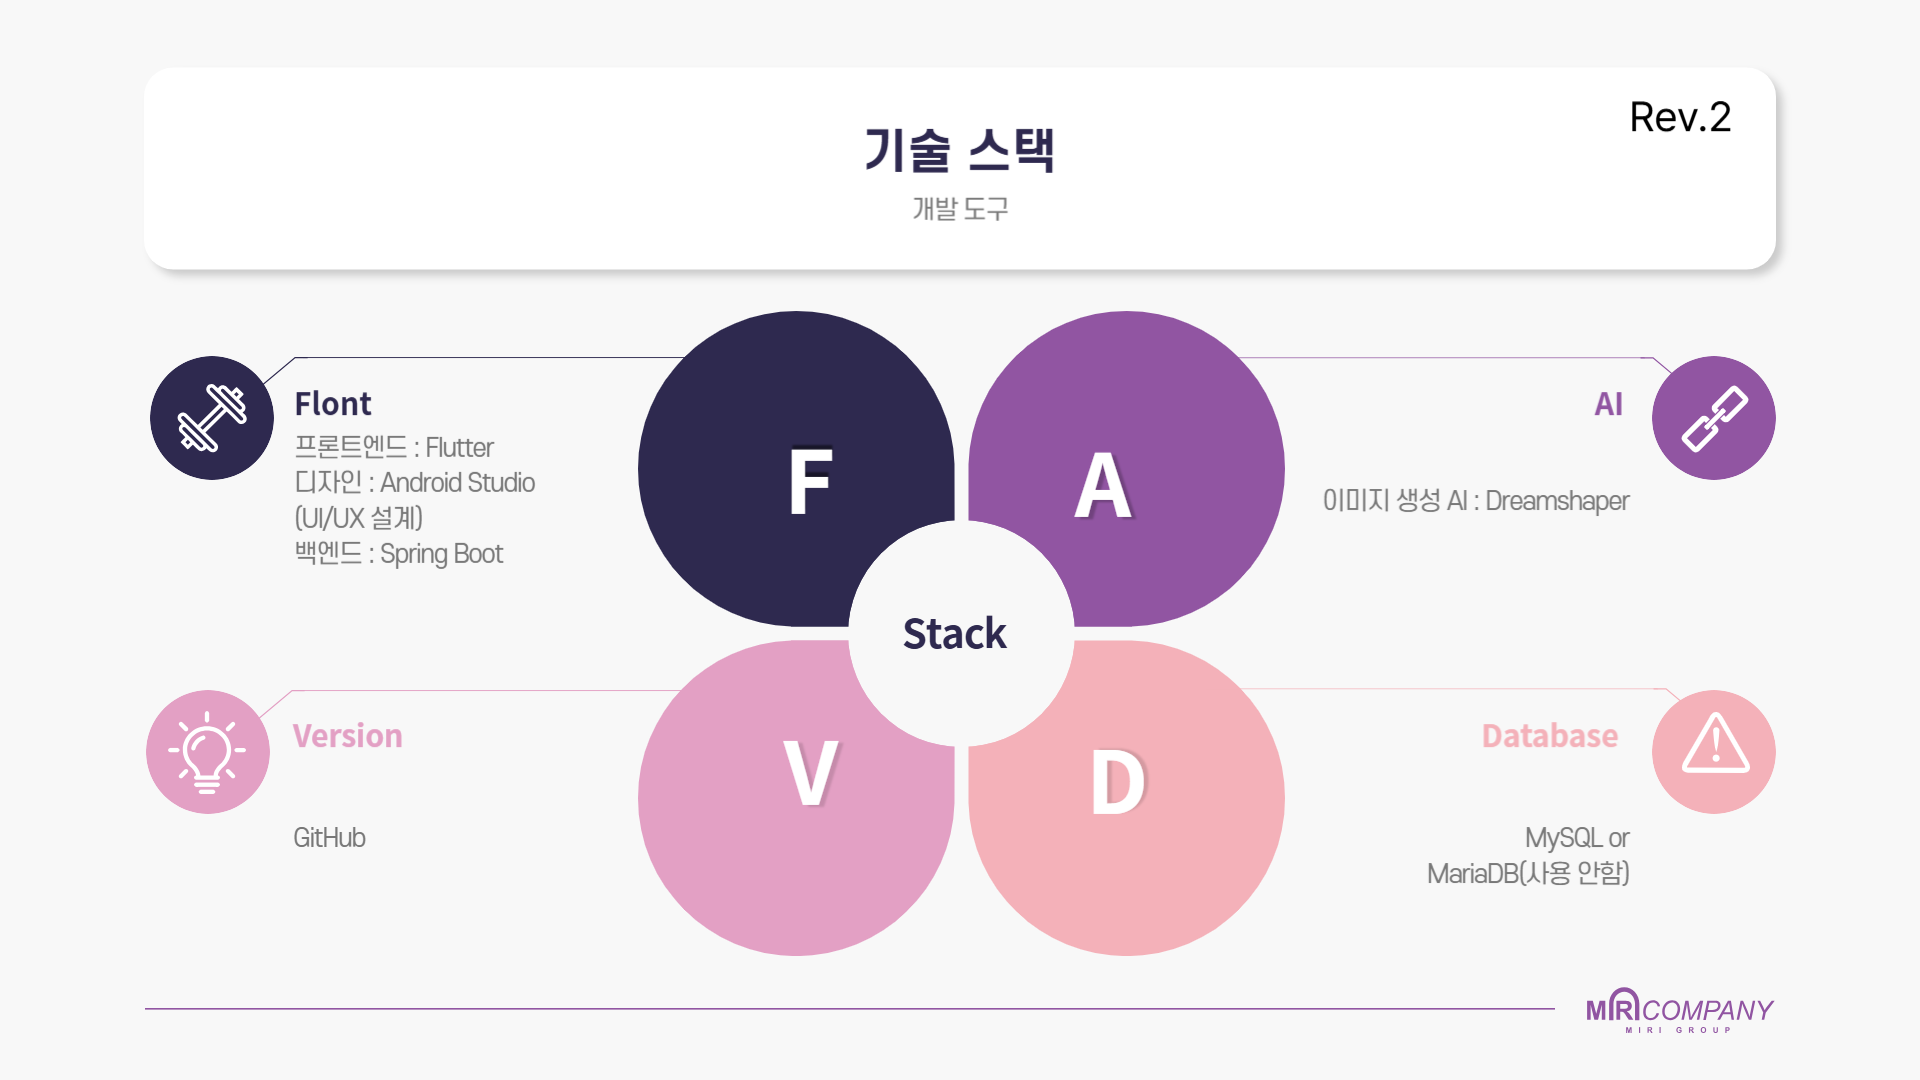 Rev.2
기술 스택
개발 도구
Flont
프론트엔드 : Flutter
디자인 : Android Studio
(UI/UX 설계)
백엔드 : Spring Boot
F
A
AI
이미지 생성 AI : Dreamshaper
Stack
Version
GitHub
V
D
Database
MySQL or
MariaDB(사용 안함)
MIRICOMPANY
MIRI GROUP